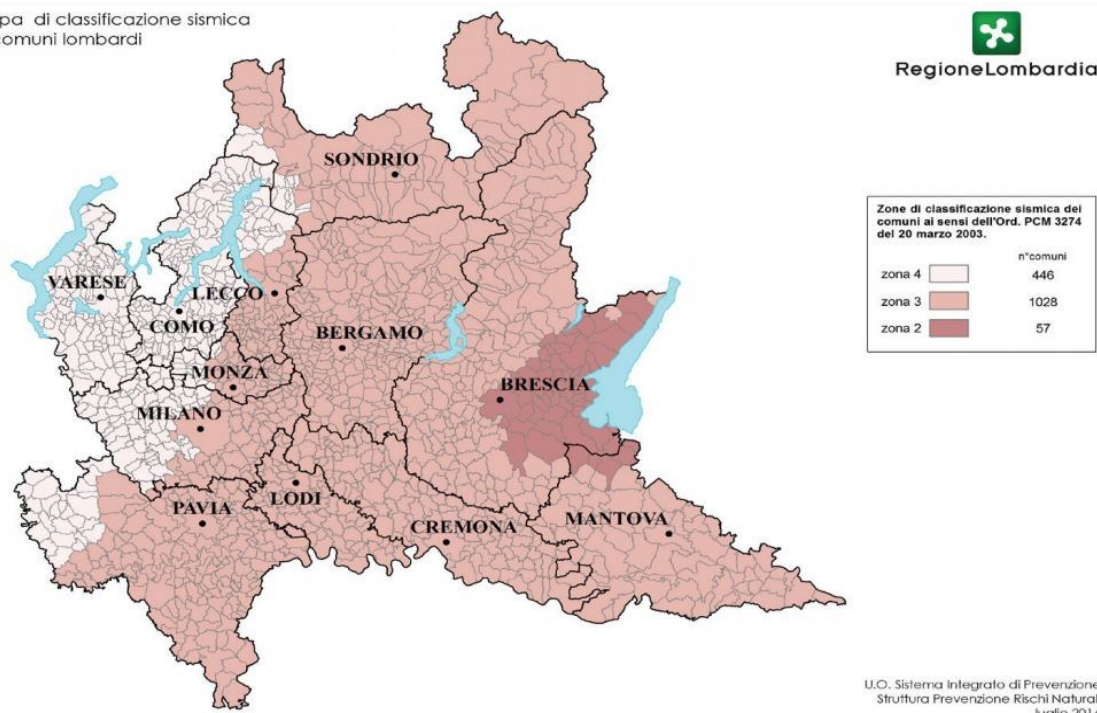 pa di classificazione sismica
comuni lombardi
RegioneLombardia
SONDRIO
VARESE
LECCO
COMO
BERGAMO
MONZA
BRESCIA
MILANO
LODI
PAVIA
CREMONA
MANTOVA
Zone di classificazione sismica dei
comuni ai sensi dell'Ord. PCM 3274
del 20 marzo 2003.
n°comuni
zona 4 446
zona 3 1028
zona 2 57
U.O. Sistema Integrato di Prevenzione
Struttura Prevenzione Rischi Natural
luglio